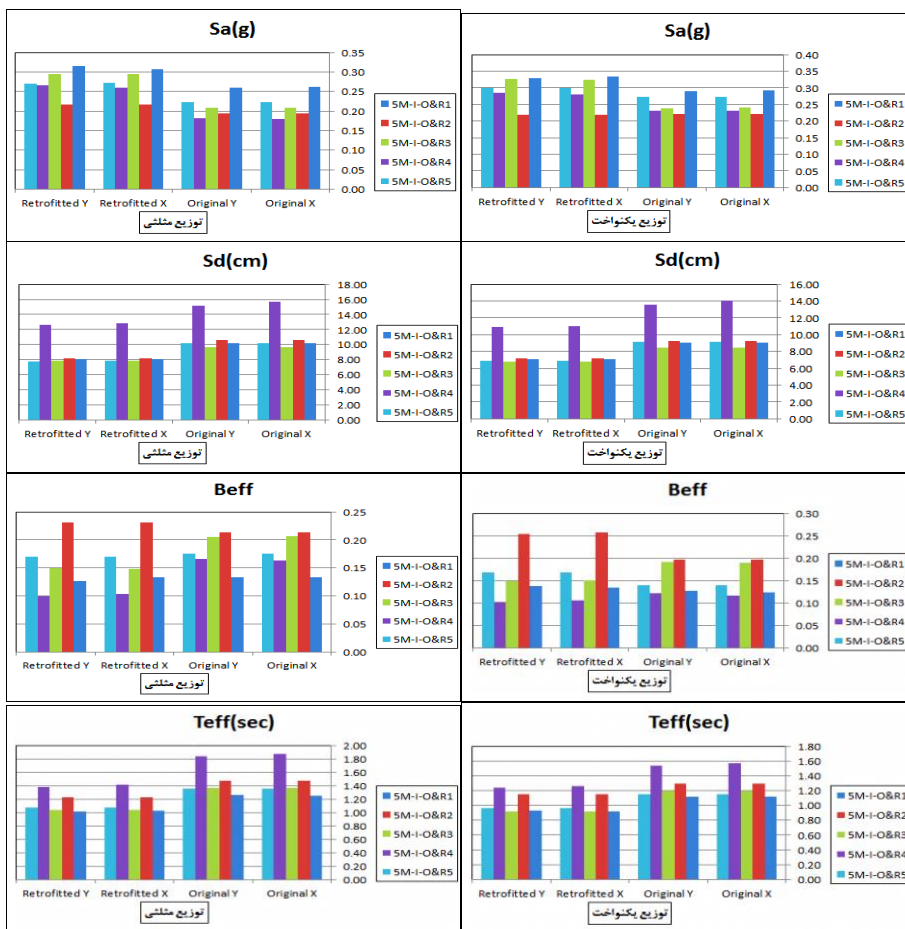 Sa(g)
0.35
0.30
0.25
0.20
0.15
0.10
0.05
0.00
5M-I-O&R1
5M-I-O&R2
5M-I-O&R3
5M-I-O&R4
5M-I-O&R5
Retrofitted Y Retrofitted X Original Y Original X
توزیع مثلثی
Sa(g)
0.40
0.35
0.30
0.25
0.20
0.15
0.10
0.05
0.00
5M-I-O&R1
5M-I-O&R2
5M-I-O&R3
5M-I-O&R4
5M-I-O&R5
Retrofitted Y Retrofitted X Original Y Original X
توزیع یکنواخت
Sd(cm)
18.00
16.00
14.00
12.00
10.00
8.00
6.00
4.00
2.00
0.00
5M-I-O&R1
5M-I-O&R2
5M-I-O&R3
5M-I-O&R4
5M-I-O&R5
Retrofitted Y Retrofitted X Original Y Original X
توزیع مثلثی
Sd(cm)
16.00
14.00
12.00
10.00
8.00
6.00
4.00
2.00
0.00
5M-I-O&R1
5M-I-O&R2
5M-I-O&R3
5M-I-O&R4
5M-I-O&R5
Retrofitted Y Retrofitted X Original Y Original X
توزیع یکنواخت
Beff
0.25
0.20
0.15
0.10
0.05
0.00
5M-I-O&R1
5M-I-O&R2
5M-I-O&R3
5M-I-O&R4
5M-I-O&R5
Retrofitted Y Retrofitted X Original Y Original X
توزیع مثلثی
Beff
0.30
0.25
0.20
0.15
0.10
0.05
0.00
5M-I-O&R1
5M-I-O&R2
5M-I-O&R3
5M-I-O&R4
5M-I-O&R5
Retrofitted Y Retrofitted X Original Y Original X
توزیع یکنواخت
Teff(sec)
2.00
1.80
1.60
1.40
1.20
1.00
0.80
0.60
0.40
0.20
0.00
5M-I-O&R1
5M-I-O&R2
5M-I-O&R3
5M-I-O&R4
5M-I-O&R5
Retrofitted Y Retrofitted X Original Y Original X
توزیع مثلثی
Teff(sec)
1.80
1.60
1.40
1.20
1.00
0.80
0.60
0.40
0.20
0.00
5M-I-O&R1
5M-I-O&R2
5M-I-O&R3
5M-I-O&R4
5M-I-O&R5
Retrofitted Y Retrofitted X Original Y Original X
توزیع یکنواخت